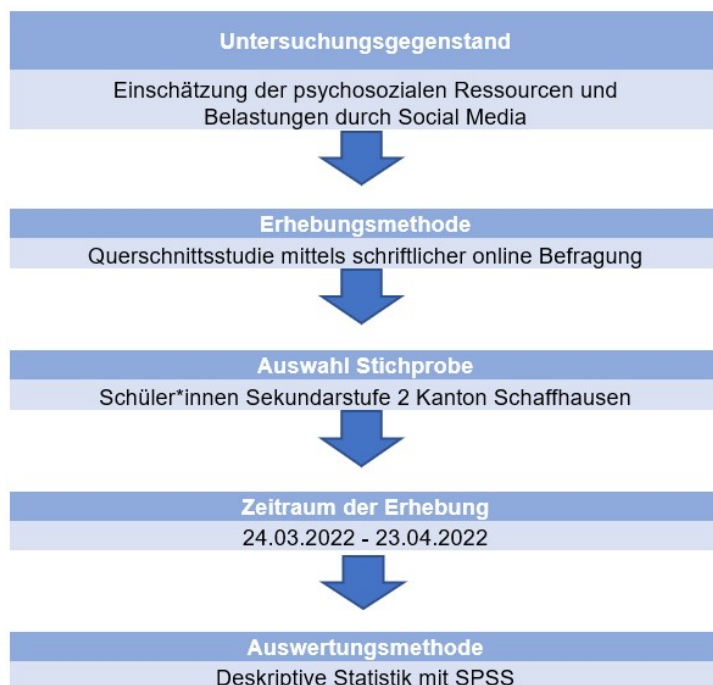 Untersuchungsgegenstand
Einschätzung der psychosozialen Ressourcen und
Belastungen durch Social Media
Erhebungsmethode
Querschnittsstudie mittels schriftlicher online Befragung
Auswahl Stichprobe
Schüler*innen Sekundarstufe 2 Kanton Schaffhausen
Zeitraum der Erhebung
24.03.2022 - 23.04.2022
Auswertungsmethode
Deskriptive Statistik mit SPSS